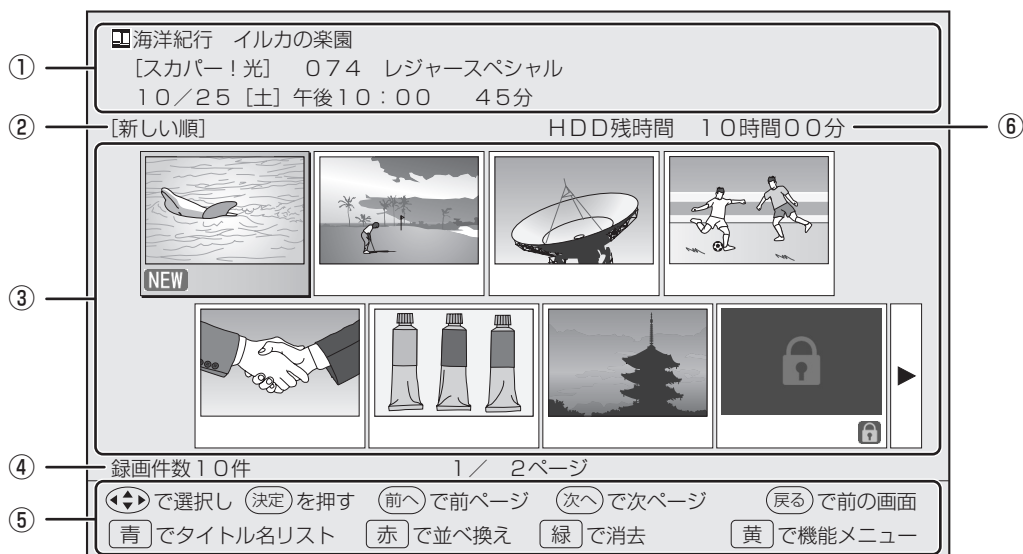 海洋紀行　イルカの楽園
① [スカパー！光]　０７４　レジャースペシャル
１０／２５［土］午後１０：００　４５分
② [新しい順]　ＨＤＤ残時間　１０時間００分 ⑥
③
NEW
▶
④ 録画件数１０件　１／　２ページ
⑤
で選択し 決定 を押す 前へ で前ページ 次へ で次ページ 戻る で前の画面
青 でタイトル名リスト 赤 で並べ換え 緑 で消去 黄 で機能メニュー